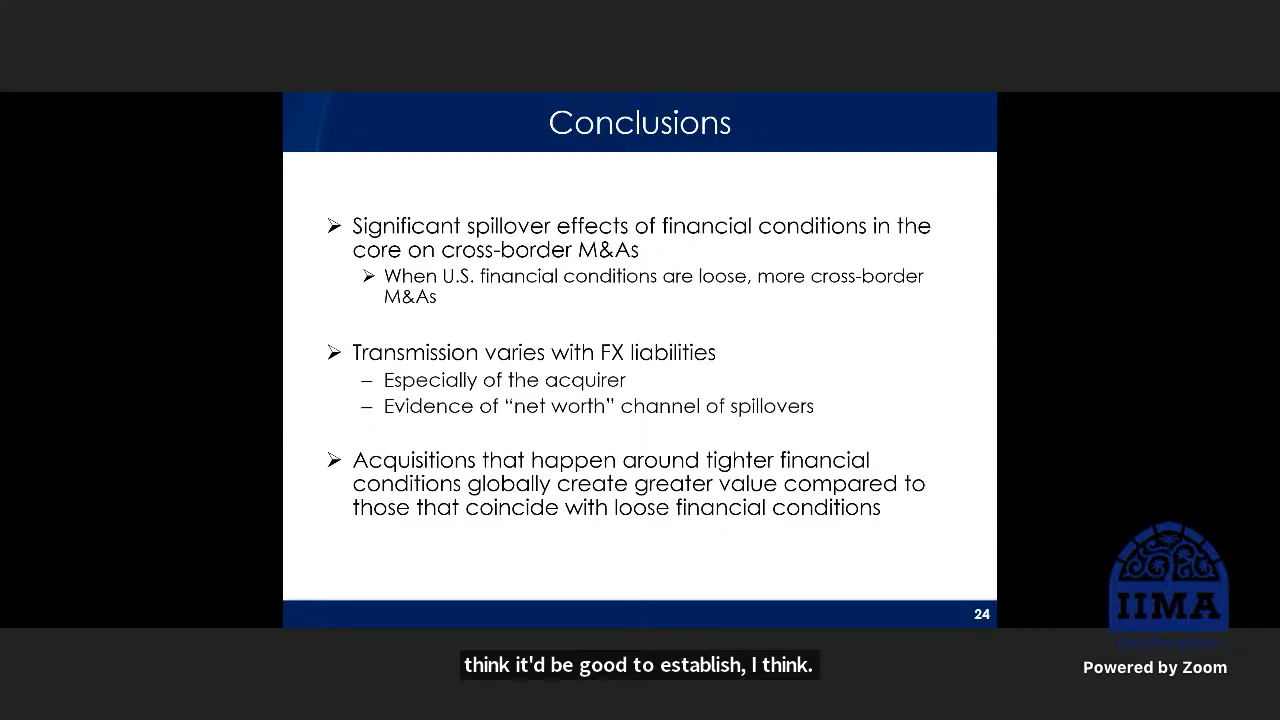 Conclusions
Significant spillover effects of financial conditions in the
core on cross-border M&As
When U.S. financial conditions are loose, more cross-border
M&As
Transmission varies with FX liabilities
– Especially of the acquirer
– Evidence of “net worth” channel of spillovers
Acquisitions that happen around tighter financial
conditions globally create greater value compared to
those that coincide with loose financial conditions
24
IIMA
think it'd be good to establish, I think.
Powered by Zoom